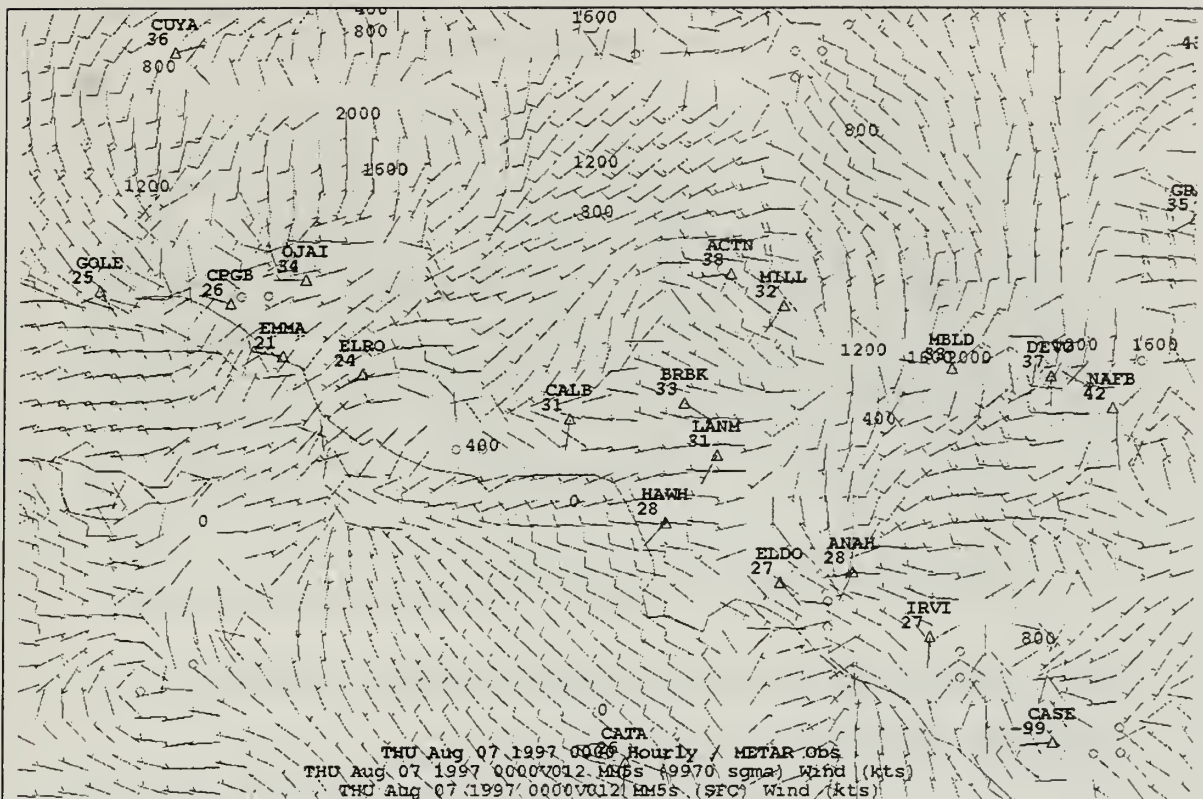 400
1600
CUYA
36
800
800
2000
800
1200
1600
1200
800
GR
35
ACTN
38
OJAI
34
GOLE
25
CPGB
26
MILL
32
EMMA
21
ELRO
24
MBLD
1200
1600
DEVO
37
BRBK
33
NAFB
42
CALB
31
400
LANM
31
400
HAWH
28
0
0
ANAH
28
ELDO
27
IRVI
27
800
0
CASE
-99
CATA
THU Aug 07 1997 Hourly / METAR Obs
THU Aug 07 1997 0000V012 MM5s (9970 sgma) Wind (kts)
THU Aug 07 1997 0000V012 MM5s (SFC) Wind (kts)